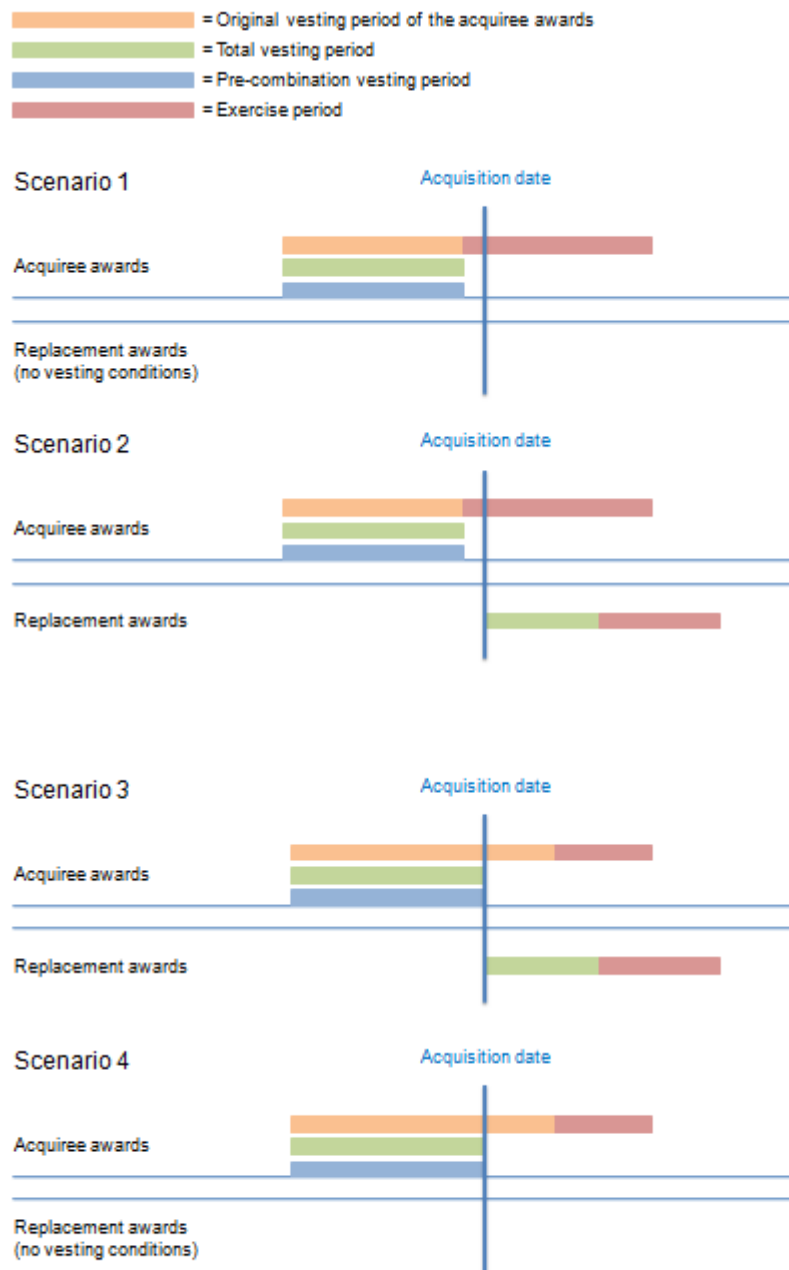 = Original vesting period of the acquiree awards
= Total vesting period
= Pre-combination vesting period
= Exercise period
Scenario 1
Acquisition date
Acquiree awards
Replacement awards
(no vesting conditions)
Scenario 2
Acquisition date
Acquiree awards
Replacement awards
Scenario 3
Acquisition date
Acquiree awards
Replacement awards
Scenario 4
Acquisition date
Acquiree awards
Replacement awards
(no vesting conditions)